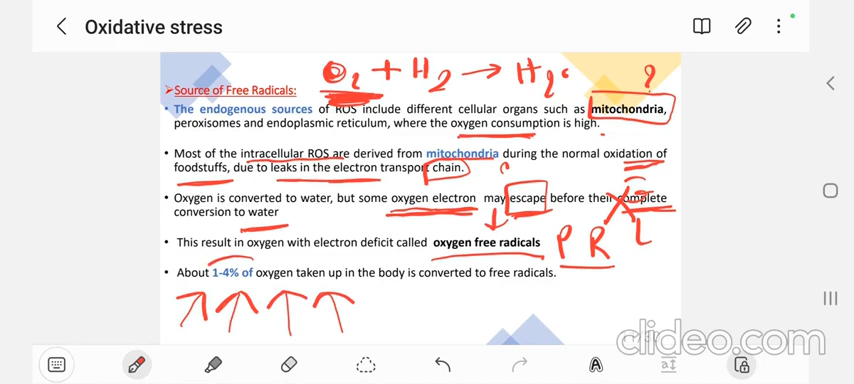 Oxidative stress
O2 + H2 → H2o ?
➢Source of Free Radicals:
• The endogenous sources of ROS include different cellular organs such as mitochondria,
peroxisomes and endoplasmic reticulum, where the oxygen consumption is high.
• Most of the intracellular ROS are derived from mitochondria during the normal oxidation of
foodstuffs, due to leaks in the electron transport chain.
• Oxygen is converted to water, but some oxygen electron may escape before their complete
conversion to water
• This result in oxygen with electron deficit called oxygen free radicals
P R L
• About 1-4% of oxygen taken up in the body is converted to free radicals.
clideo.com